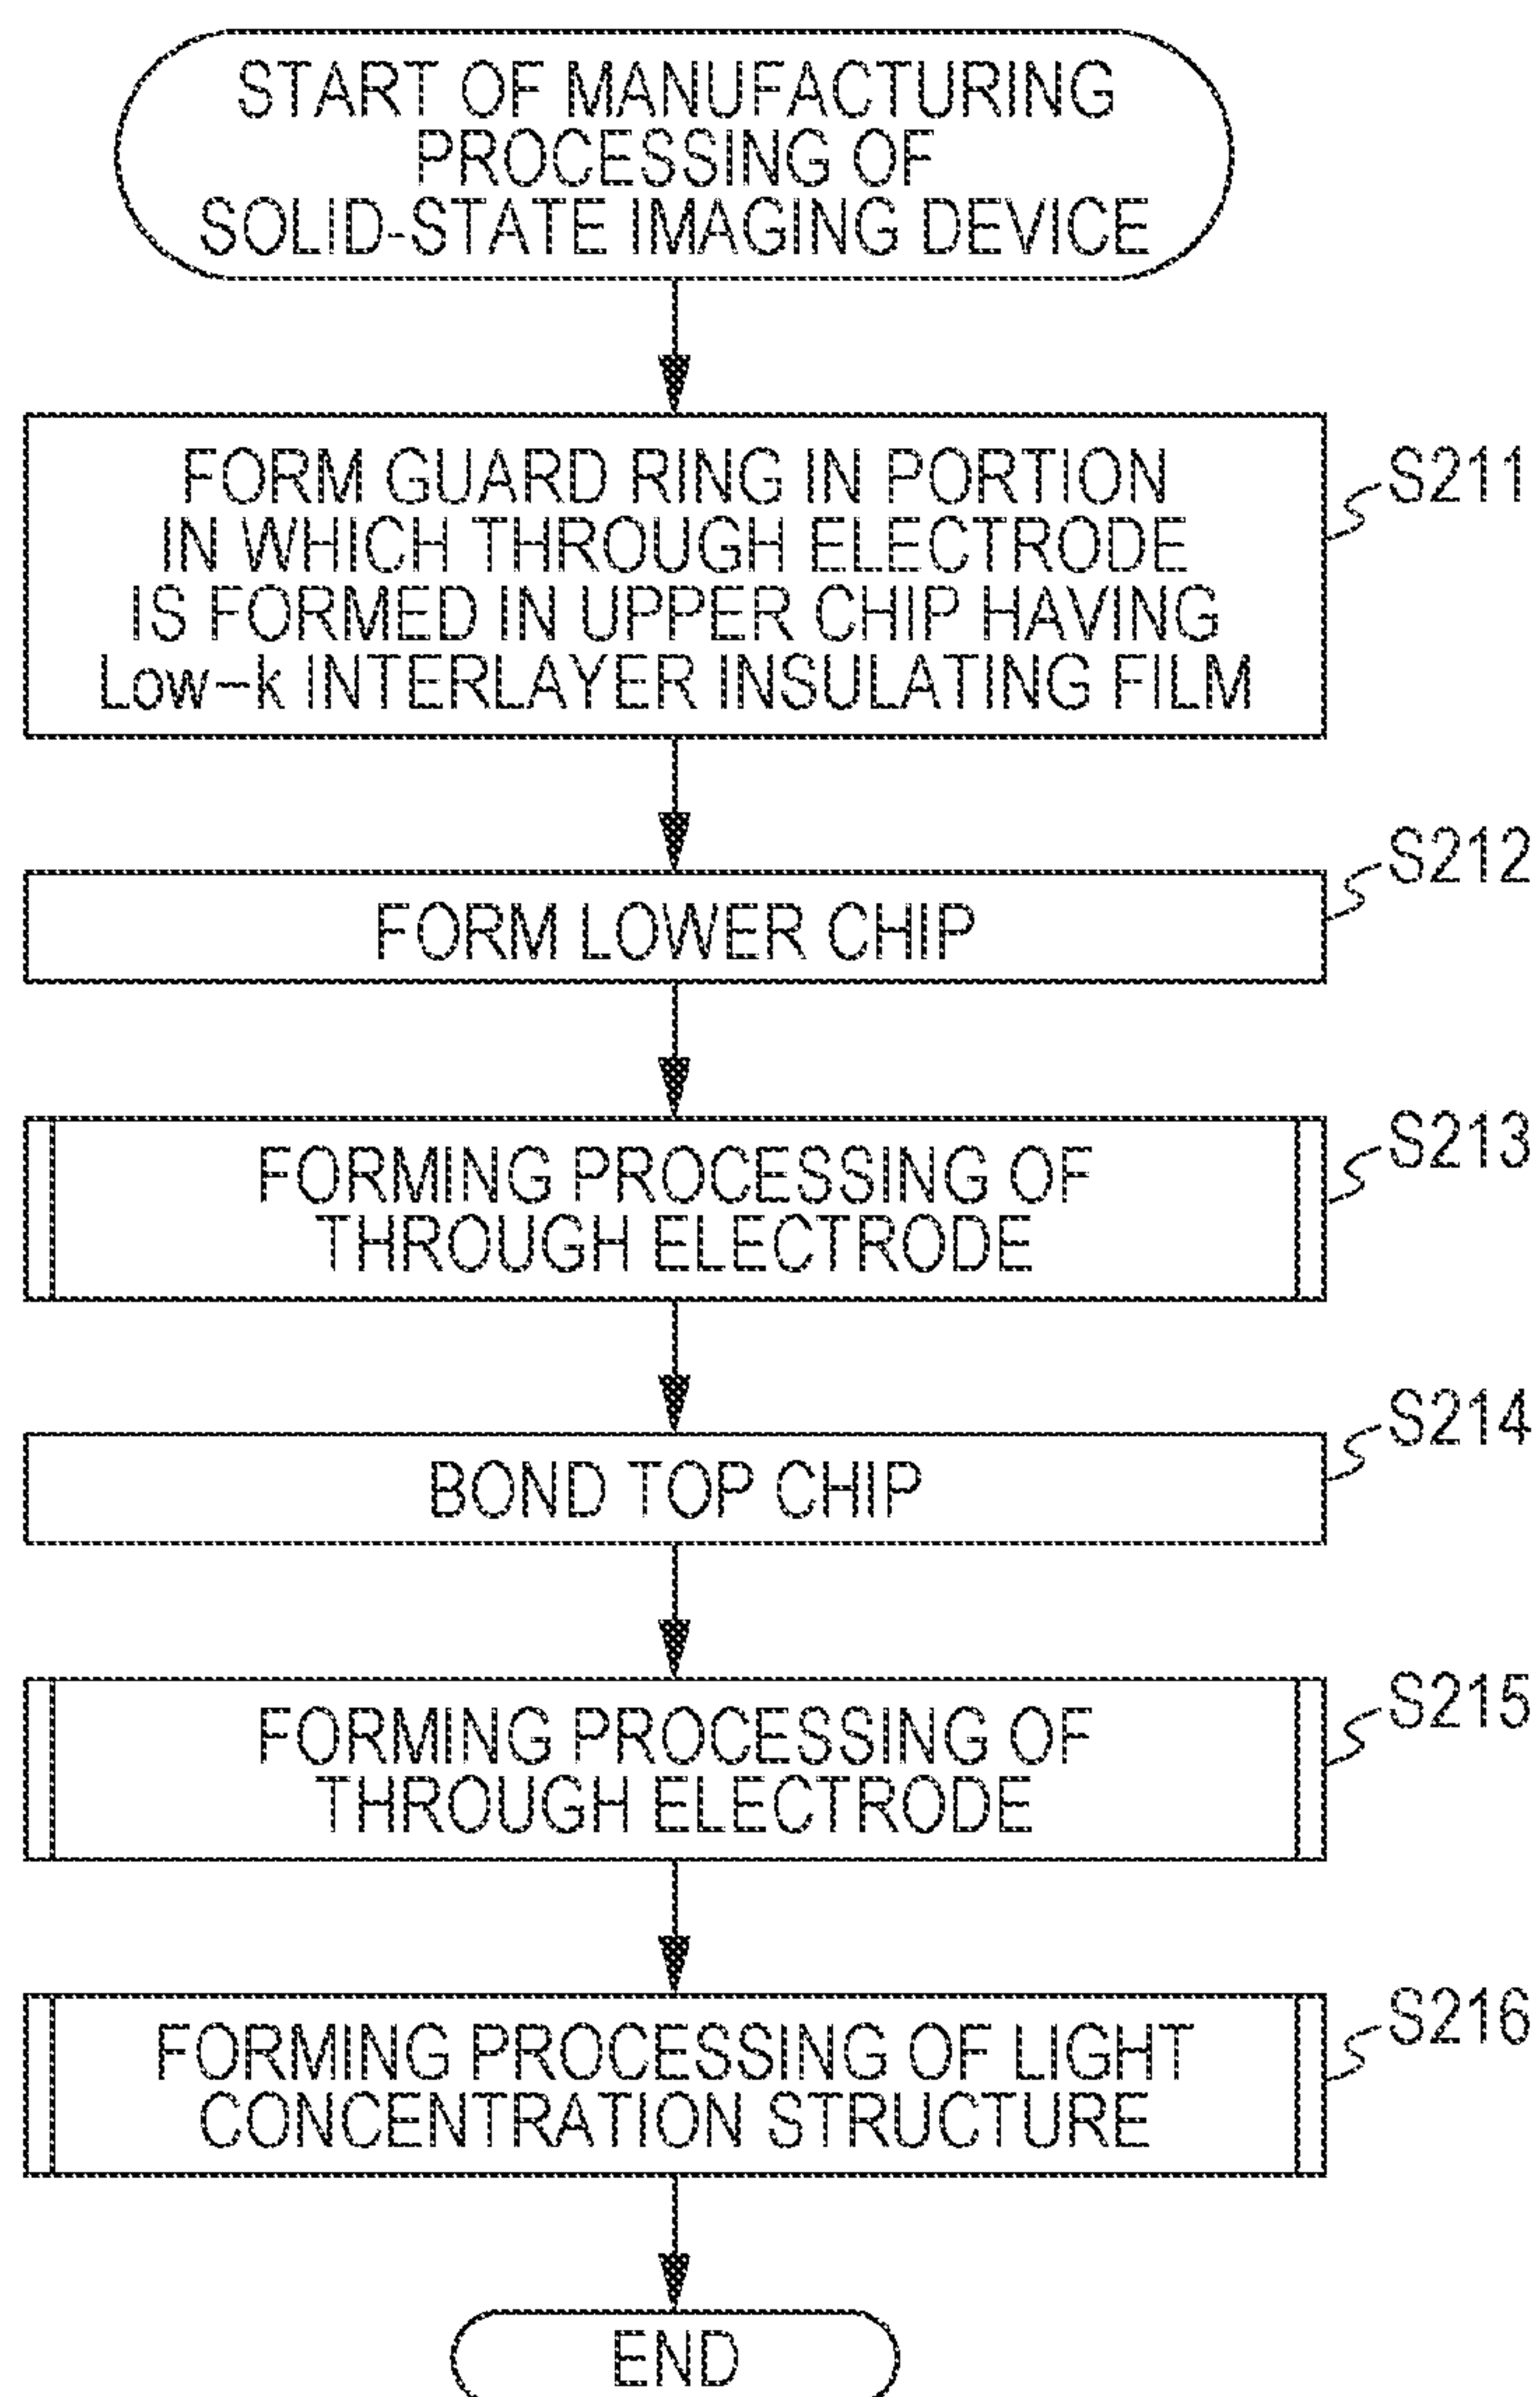 START OF MANUFACTURING
PROCESSING OF
SOLID-STATE IMAGING DEVICE
FORM GUARD RING IN PORTION
IN WHICH THROUGH ELECTRODE
IS FORMED IN UPPER CHIP HAVING
Low-k INTERLAYER INSULATING FILM
S211
FORM LOWER CHIP
S212
FORMING PROCESSING OF
THROUGH ELECTRODE
S213
BOND TOP CHIP
S214
FORMING PROCESSING OF
THROUGH ELECTRODE
S215
FORMING PROCESSING OF LIGHT
CONCENTRATION STRUCTURE
S216
END